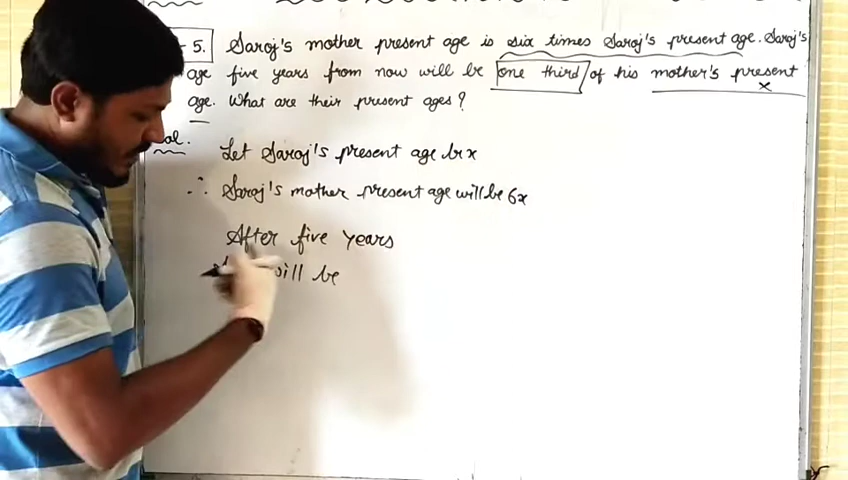 5. Saroj's mother present age is six times Saroj's present age. Saroj's
age five years from now will be one third of his mother's present
age. What are their present ages?
Sol.
Let Saroj's present age be x
∴ Saroj's mother present age will be 6x
After five years
will be